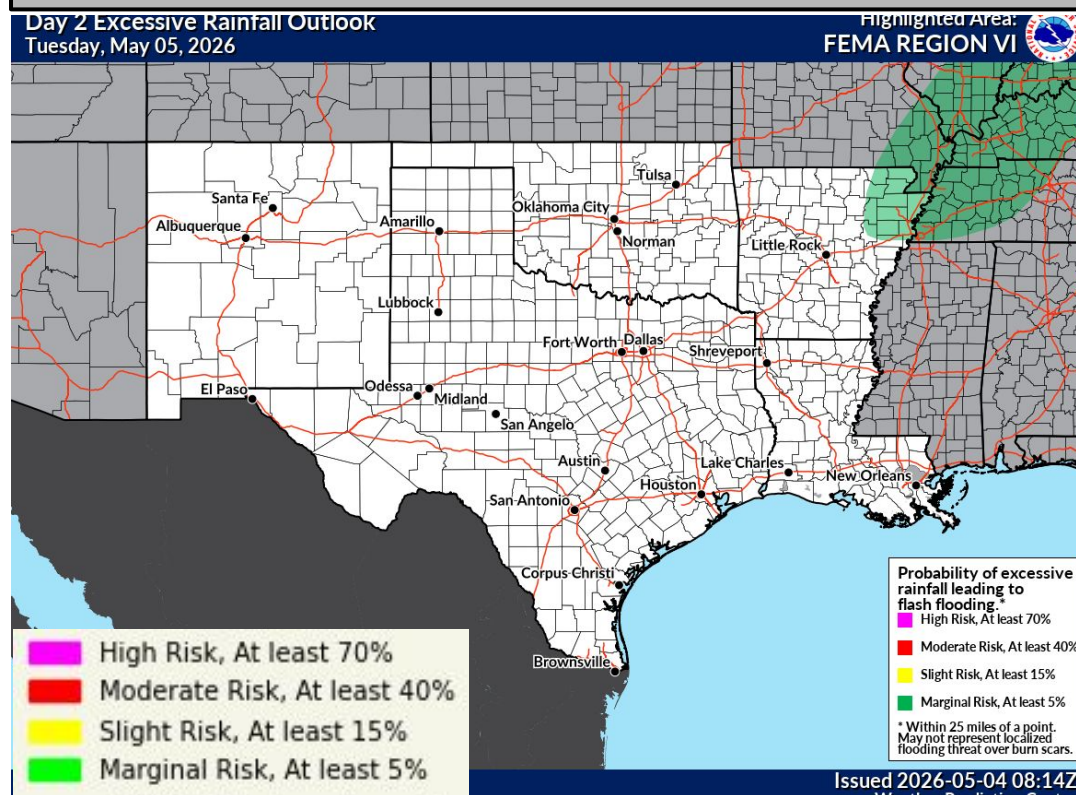 Day 2 Excessive Rainfall Outlook
Tuesday, May 05, 2026
Highlighted Area:
FEMA REGION VI
Santa Fe
Albuquerque
Amarillo
Tulsa
Oklahoma City
Norman
Little Rock
Lubbock
Fort Worth
Dallas
Shreveport
El Paso
Odessa
Midland
San Angelo
Austin
Lake Charles
Houston
New Orleans
San Antonio
Corpus Christi
Brownsville
Probability of excessive
rainfall leading to
flash flooding.*
High Risk, At least 70%
Moderate Risk, At least 40%
Slight Risk, At least 15%
Marginal Risk, At least 5%
* Within 25 miles of a point.
May not represent localized
flooding threat over burn scars.
High Risk, At least 70%
Moderate Risk, At least 40%
Slight Risk, At least 15%
Marginal Risk, At least 5%
Issued 2026-05-04 08:14Z